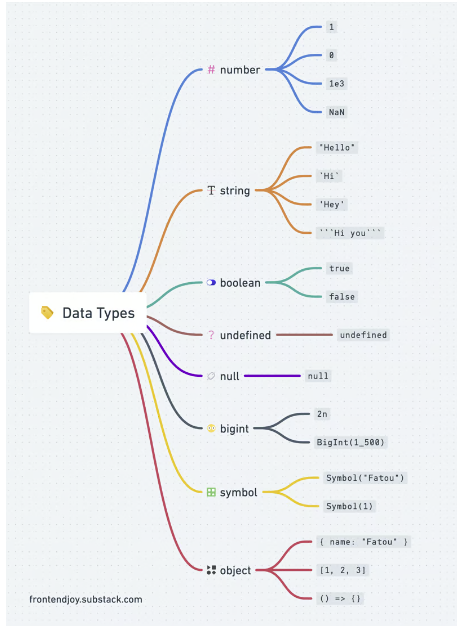 Data Types
number
1
0
1e3
NaN
string
"Hello"
`Hi`
'Hey'
```Hi you```
boolean
true
false
undefined
undefined
null
null
bigint
2n
BigInt(1_500)
symbol
Symbol("Fatou")
Symbol(1)
object
{ name: "Fatou" }
[1, 2, 3]
() => {}
frontendjoy.substack.com